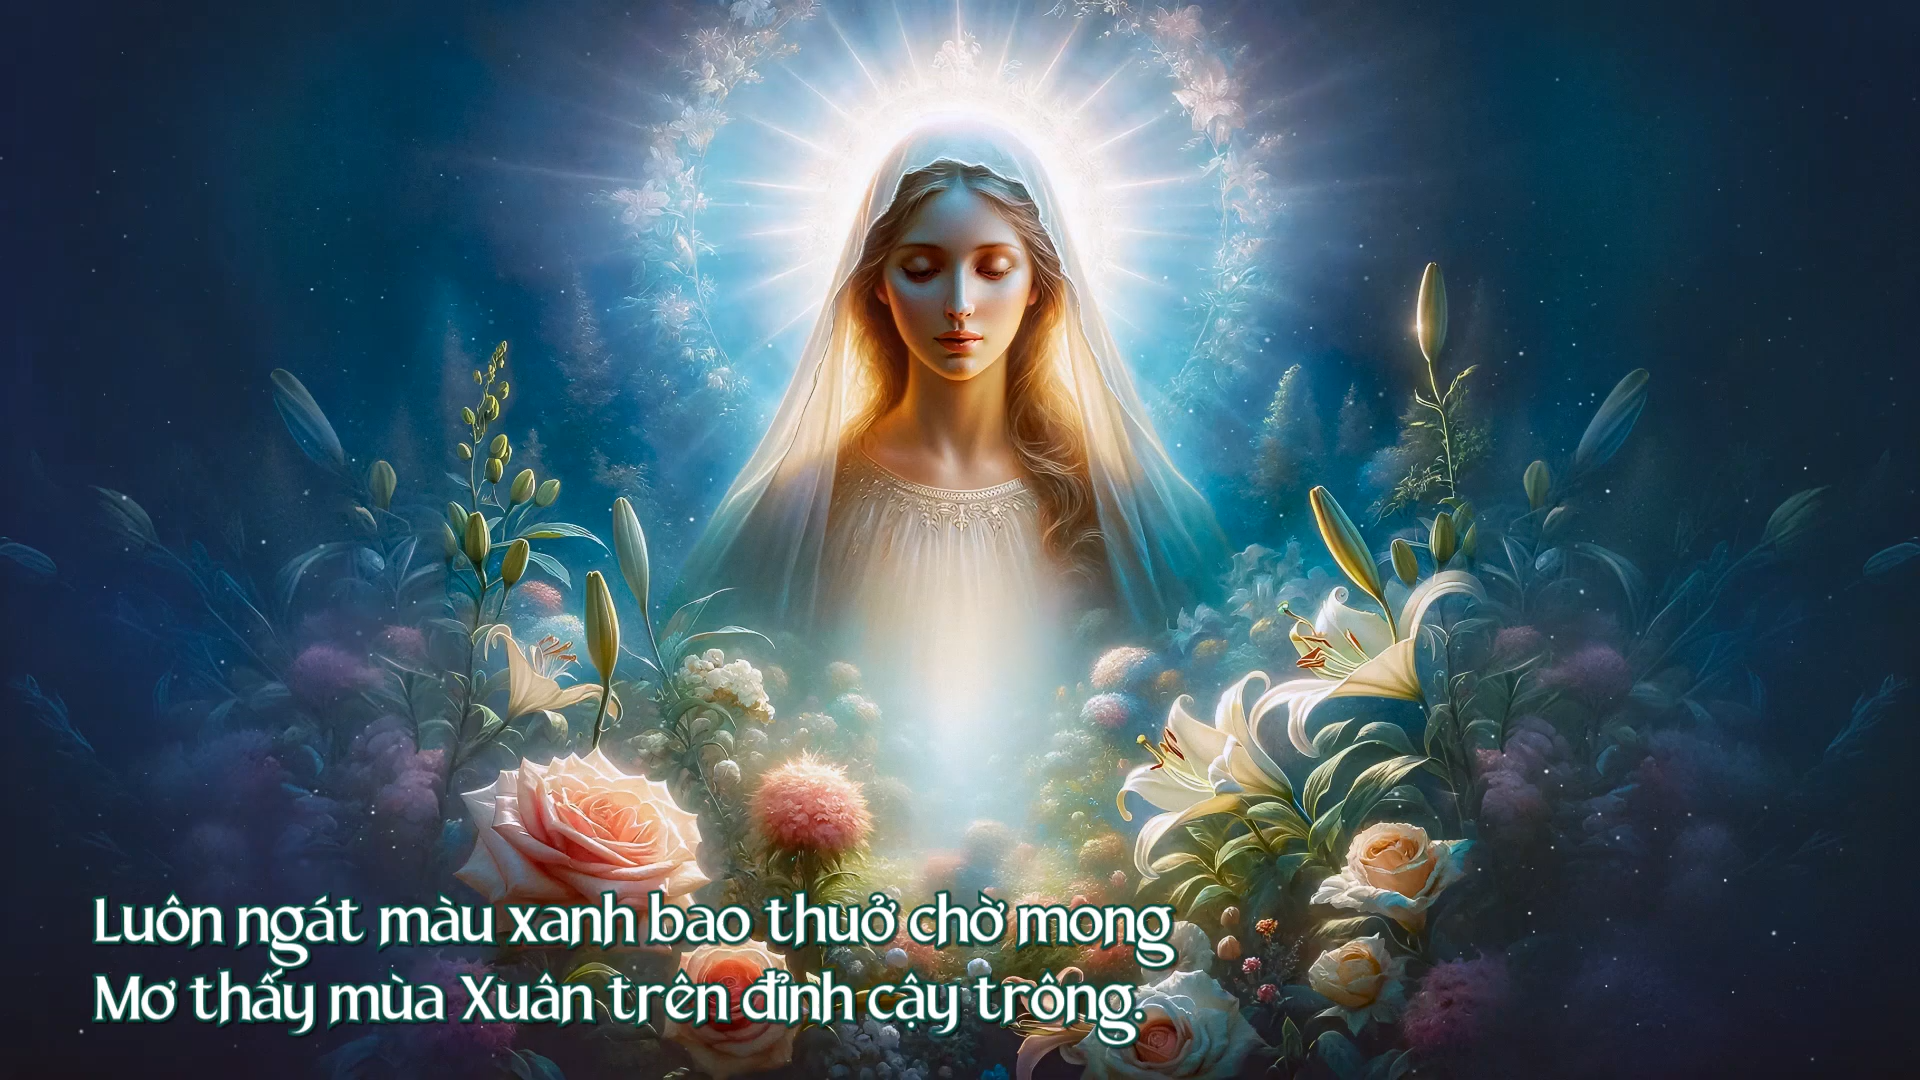 Luôn ngát màu xanh bao thuở chờ mong
Mơ thấy mùa Xuân trên đỉnh cậy trông.